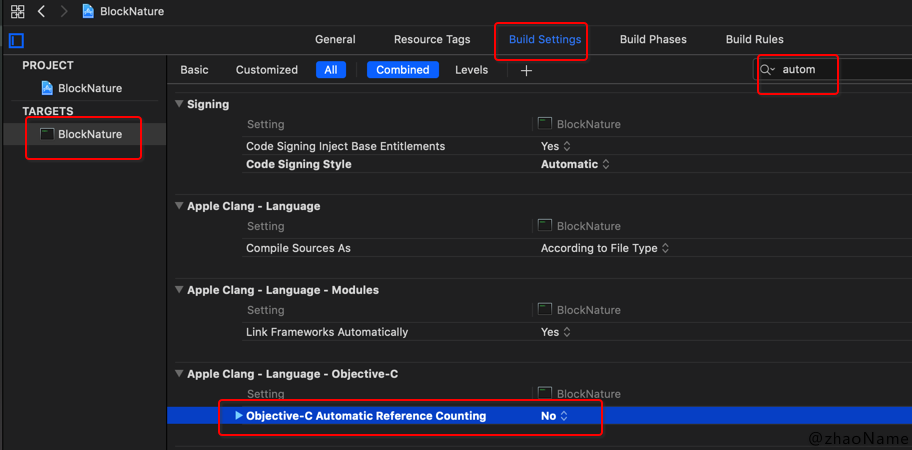 BlockNature
General Resource Tags Build Settings Build Phases Build Rules
PROJECT
BlockNature
TARGETS
BlockNature
Basic Customized All Combined Levels + autom
Signing
Setting BlockNature
Code Signing Inject Base Entitlements Yes
Code Signing Style Automatic
Apple Clang - Language
Setting BlockNature
Compile Sources As According to File Type
Apple Clang - Language - Modules
Setting BlockNature
Link Frameworks Automatically Yes
Apple Clang - Language - Objective-C
Setting BlockNature
Objective-C Automatic Reference Counting No
@zhaoName